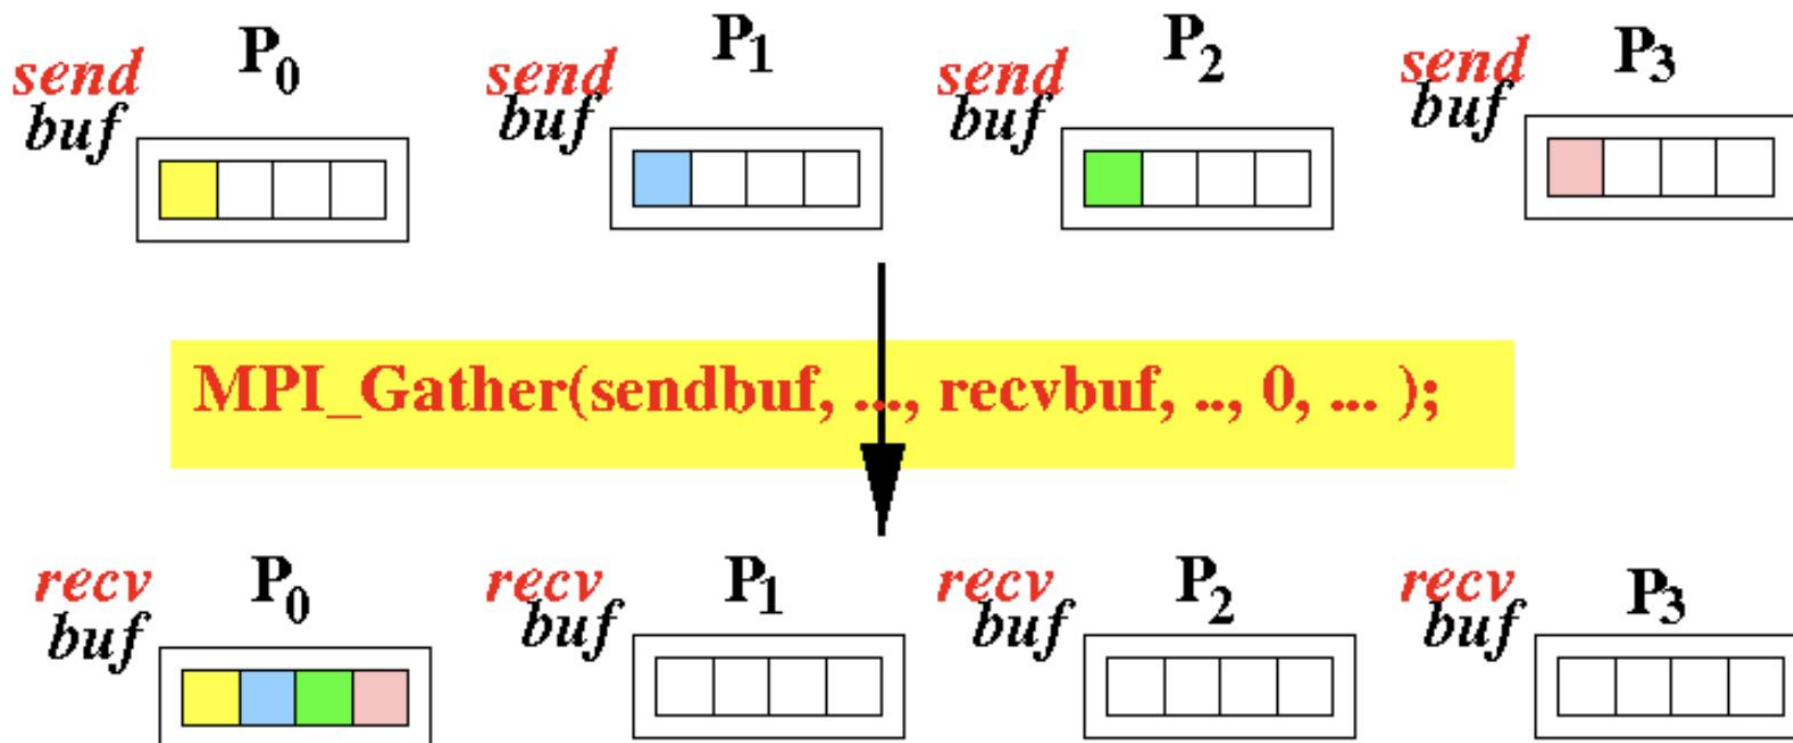 send buf P0 send buf P1 send buf P2 send buf P3
MPI_Gather(sendbuf, ..., recvbuf, .., 0, ... );
recv buf P0 recv buf P1 recv buf P2 recv buf P3